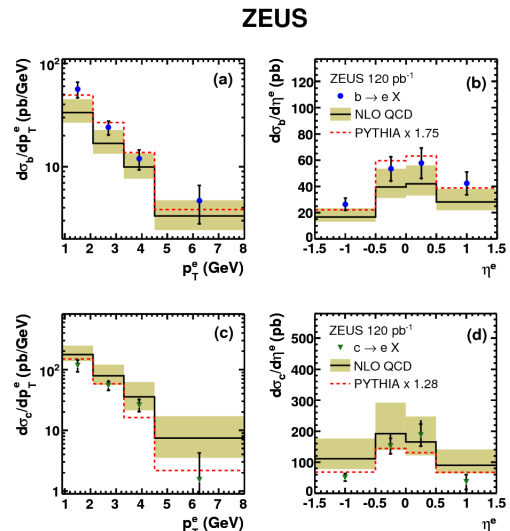 ZEUS
dσ_b/dp_T^e (pb/GeV)
(a)
10
1 2 3 4 5 6 7 8
p_T^e (GeV)
dσ_b/dη^e (pb)
ZEUS 120 pb⁻¹
(b)
b → e X
NLO QCD
PYTHIA x 1.75
120
100
80
60
40
20
0
-1.5 -1 -0.5 0 0.5 1 1.5
η^e
dσ_c/dp_T^e (pb/GeV)
(c)
10²
10
1
1 2 3 4 5 6 7 8
p_T^e (GeV)
dσ_c/dη^e (pb)
ZEUS 120 pb⁻¹
(d)
c → e X
NLO QCD
PYTHIA x 1.28
500
400
300
200
100
0
-1.5 -1 -0.5 0 0.5 1 1.5
η^e